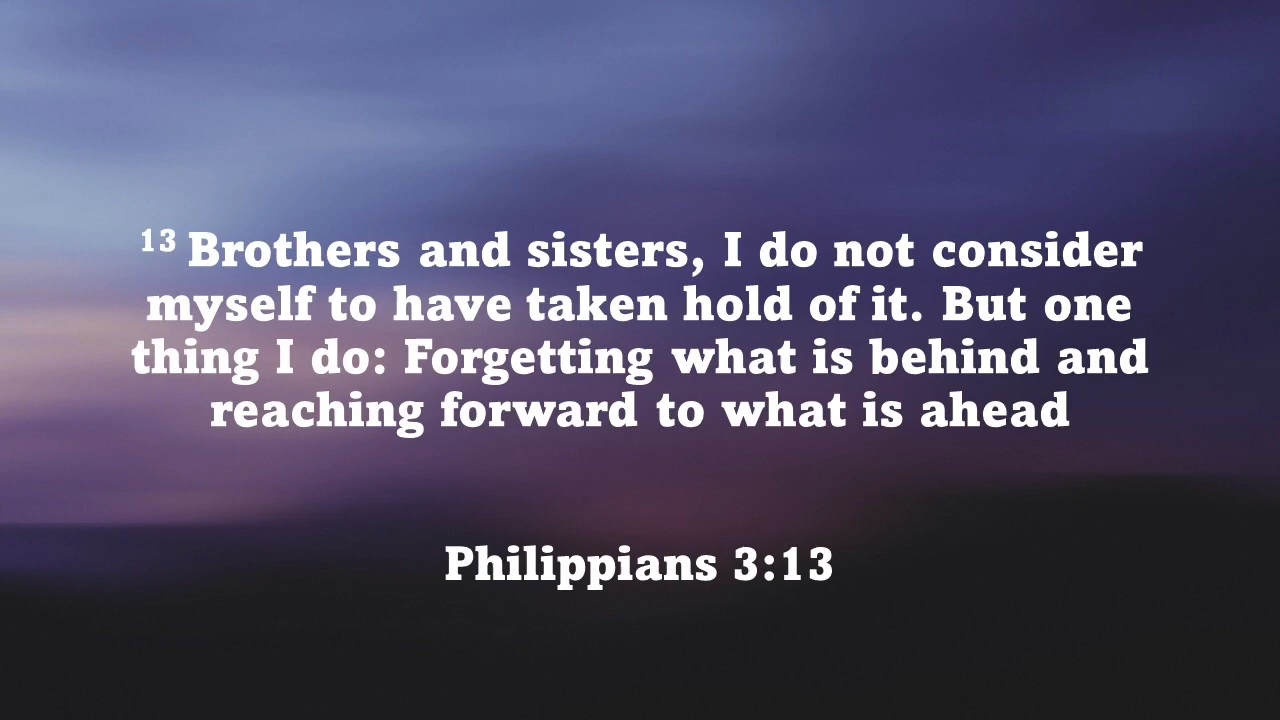 13 Brothers and sisters, I do not consider
myself to have taken hold of it. But one
thing I do: Forgetting what is behind and
reaching forward to what is ahead
Philippians 3:13